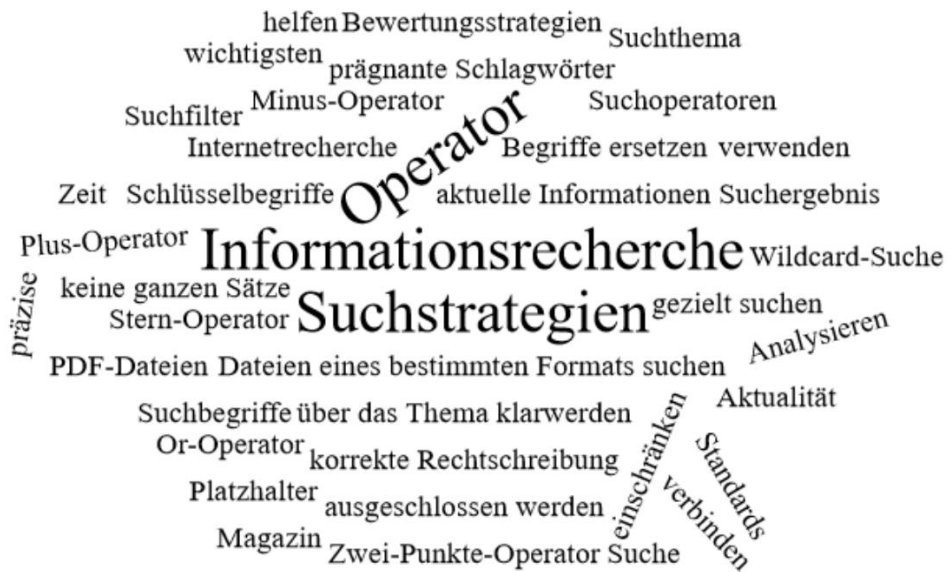 helfen Bewertungsstrategien Suchthema
wichtigsten prägnante Schlagwörter
Suchfilter Minus-Operator Operator Suchoperatoren
Internetrecherche Begriffe ersetzen verwenden
Zeit Schlüsselbegriffe aktuelle Informationen Suchergebnis
Plus-Operator Informationsrecherche Wildcard-Suche
präzise keine ganzen Sätze
Stern-Operator Suchstrategien gezielt suchen
Analysieren
PDF-Dateien Dateien eines bestimmten Formats suchen
Aktualität
Suchbegriffe über das Thema klarwerden
Or-Operator korrekte Rechtschreibung einschränken Standards
Platzhalter ausgeschlossen werden verbinden
Magazin Zwei-Punkte-Operator Suche